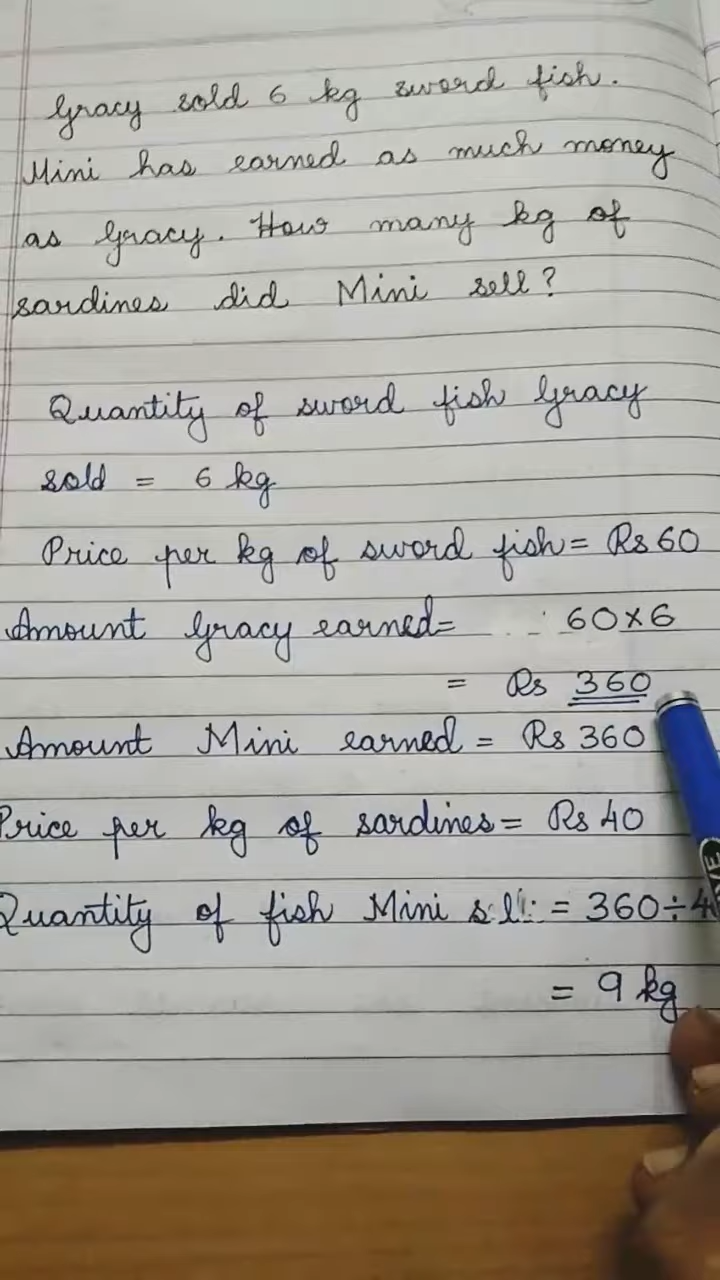 Gracy sold 6 kg sword fish.
Mini has earned as much money
as Gracy. How many kg of
sardines did Mini sell?
Quantity of sword fish Gracy
sold = 6 kg
Price per kg of sword fish = Rs 60
Amount Gracy earned = 60 × 6
= Rs 360
Amount Mini earned = Rs 360
Price per kg of sardines = Rs 40
Quantity of fish Mini = 360 ÷ 4
= 9 kg